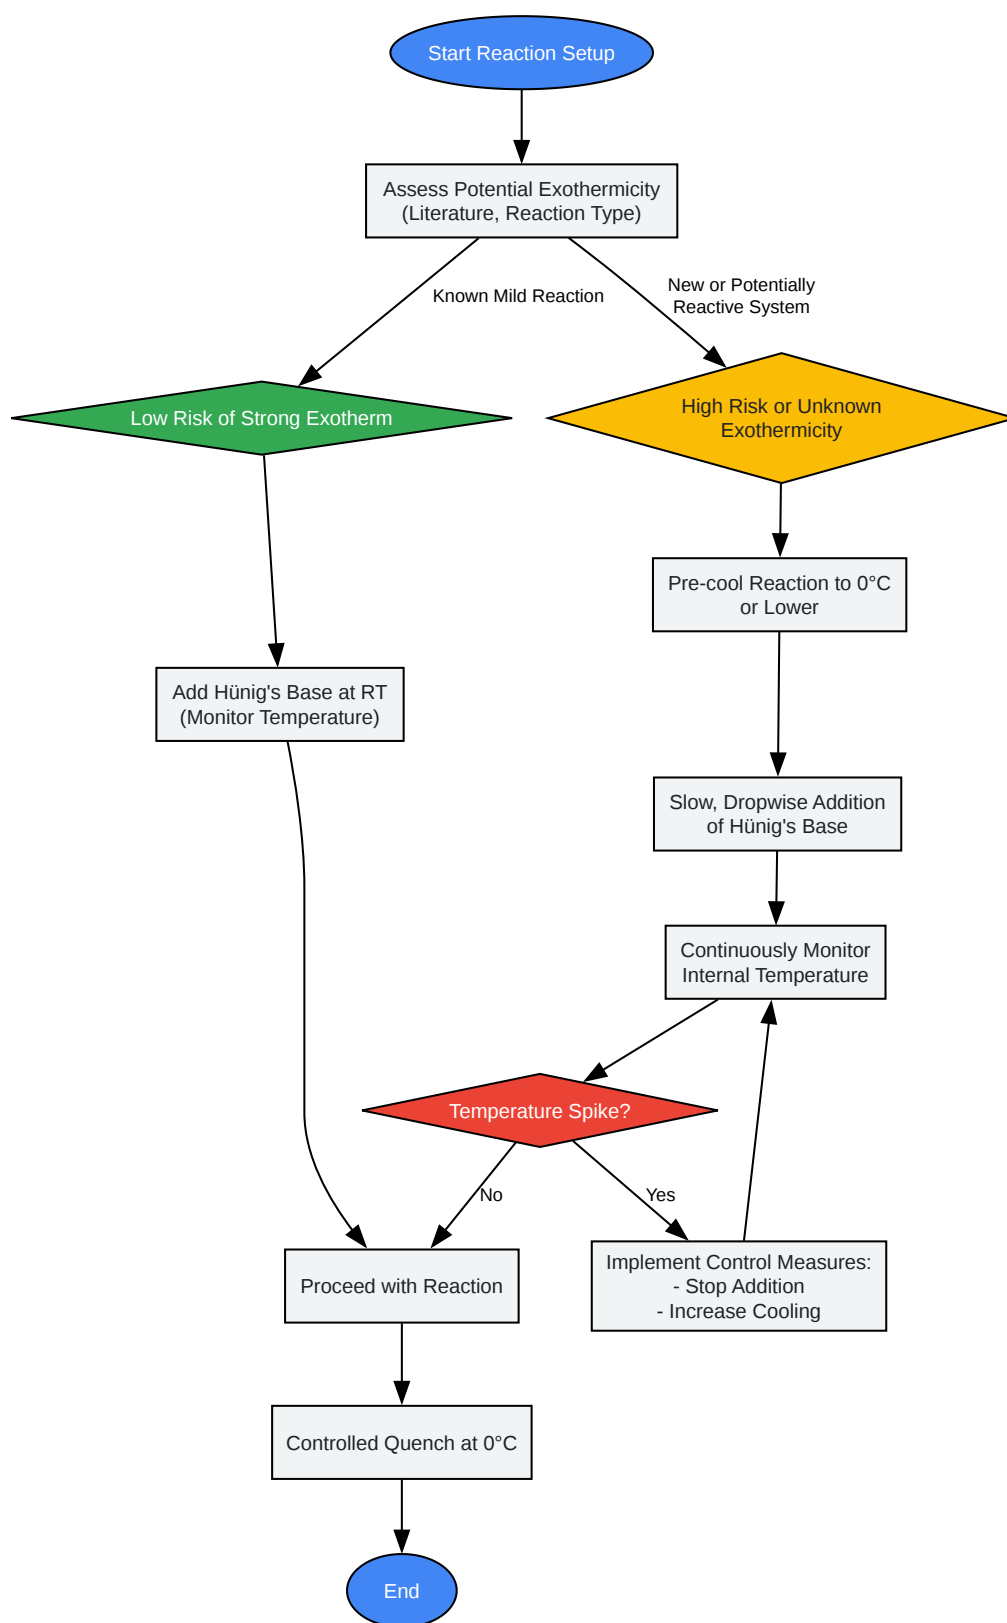 Start Reaction Setup
Assess Potential Exothermicity
(Literature, Reaction Type)
Known Mild Reaction
New or Potentially
Reactive System
Low Risk of Strong Exotherm
High Risk or Unknown
Exothermicity
Pre-cool Reaction to 0°C
or Lower
Add Hünig's Base at RT
(Monitor Temperature)
Slow, Dropwise Addition
of Hünig's Base
Continuously Monitor
Internal Temperature
Temperature Spike?
No
Yes
Proceed with Reaction
Implement Control Measures:
- Stop Addition
- Increase Cooling
Controlled Quench at 0°C
End